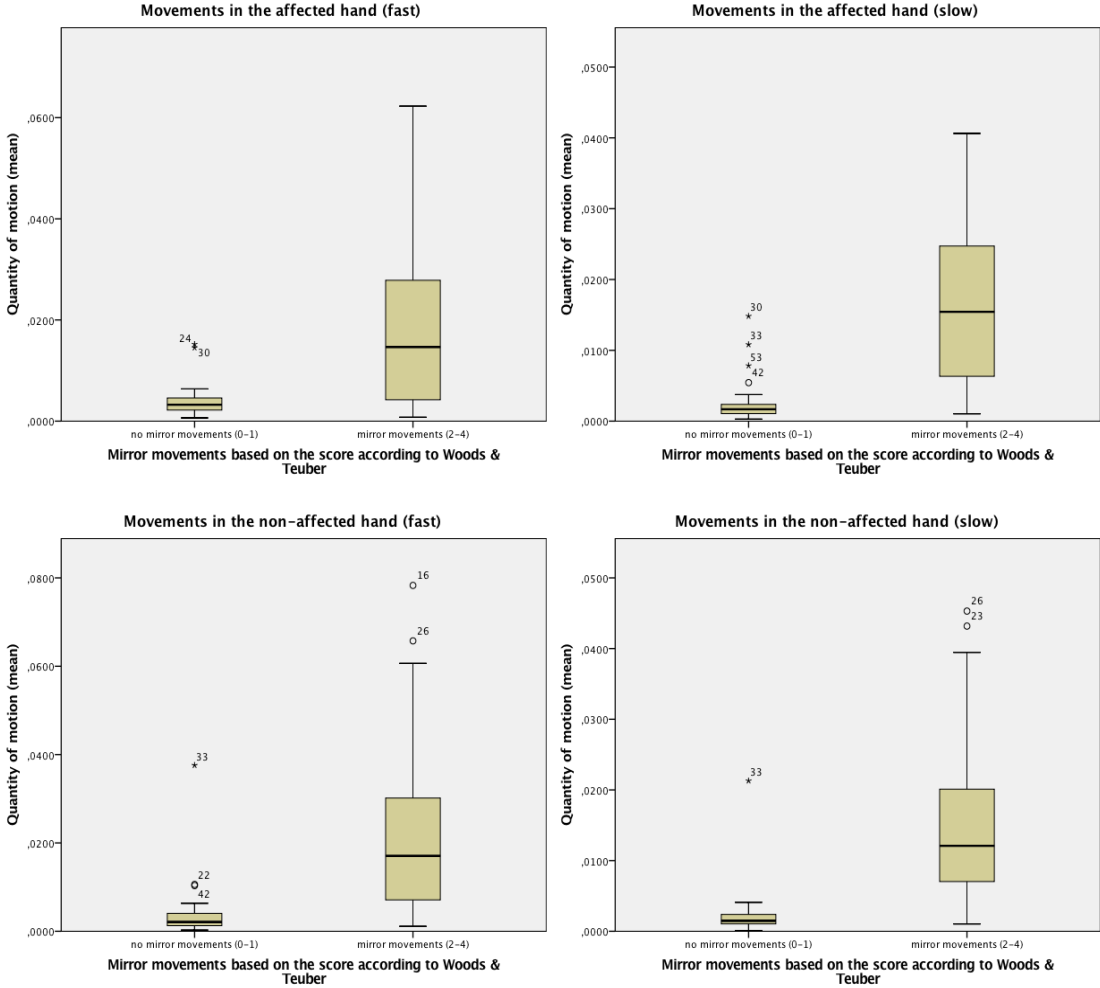 Movements in the affected hand (fast)
Quantity of motion (mean)
,0600
,0400
,0200
,0000
24
30
no mirror movements (0-1)
mirror movements (2-4)
Mirror movements based on the score according to Woods &
Teuber
Movements in the affected hand (slow)
Quantity of motion (mean)
,0500
,0400
,0300
,0200
,0100
,0000
30
33
53
42
no mirror movements (0-1)
mirror movements (2-4)
Mirror movements based on the score according to Woods &
Teuber
Movements in the non-affected hand (fast)
Quantity of motion (mean)
,0800
,0600
,0400
,0200
,0000
16
26
33
22
42
no mirror movements (0-1)
mirror movements (2-4)
Mirror movements based on the score according to Woods &
Teuber
Movements in the non-affected hand (slow)
Quantity of motion (mean)
,0500
,0400
,0300
,0200
,0100
,0000
26
23
33
no mirror movements (0-1)
mirror movements (2-4)
Mirror movements based on the score according to Woods &
Teuber